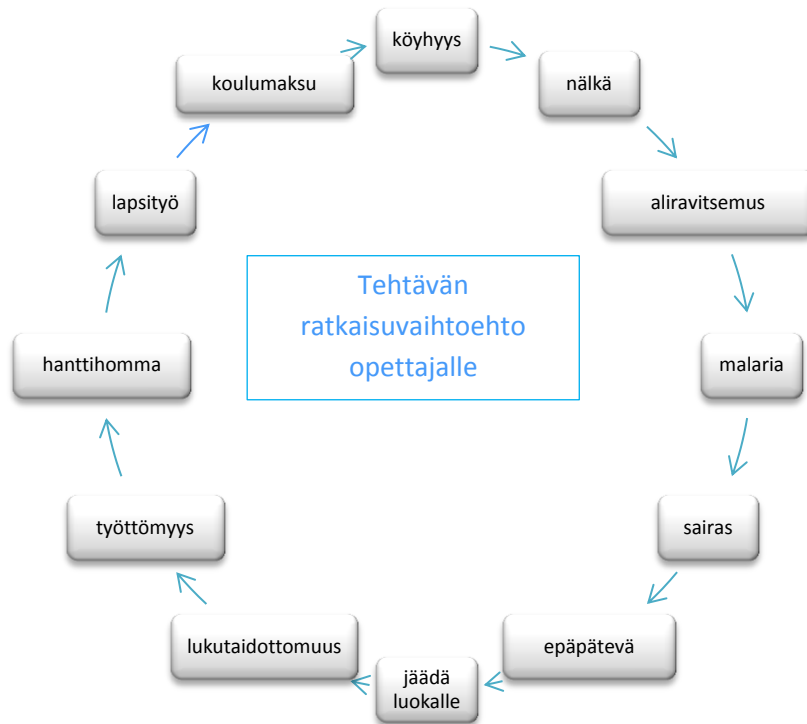 köyhyys
nälkä
aliravitsemus
malaria
sairas
epäpätevä
jäädä
luokalle
lukutaidottomuus
työttömyys
hanttihomma
lapsityö
koulumaksu
Tehtävän
ratkaisuvaihtoehto
opettajalle